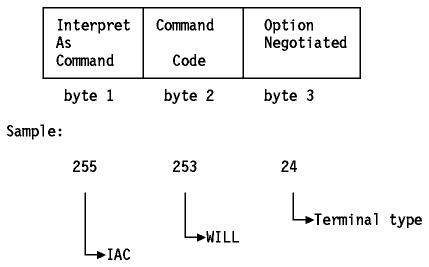 Interpret As Command
Command Code
Option Negotiated
byte 1 byte 2 byte 3
Sample:
255 253 24
Terminal type
WILL
IAC